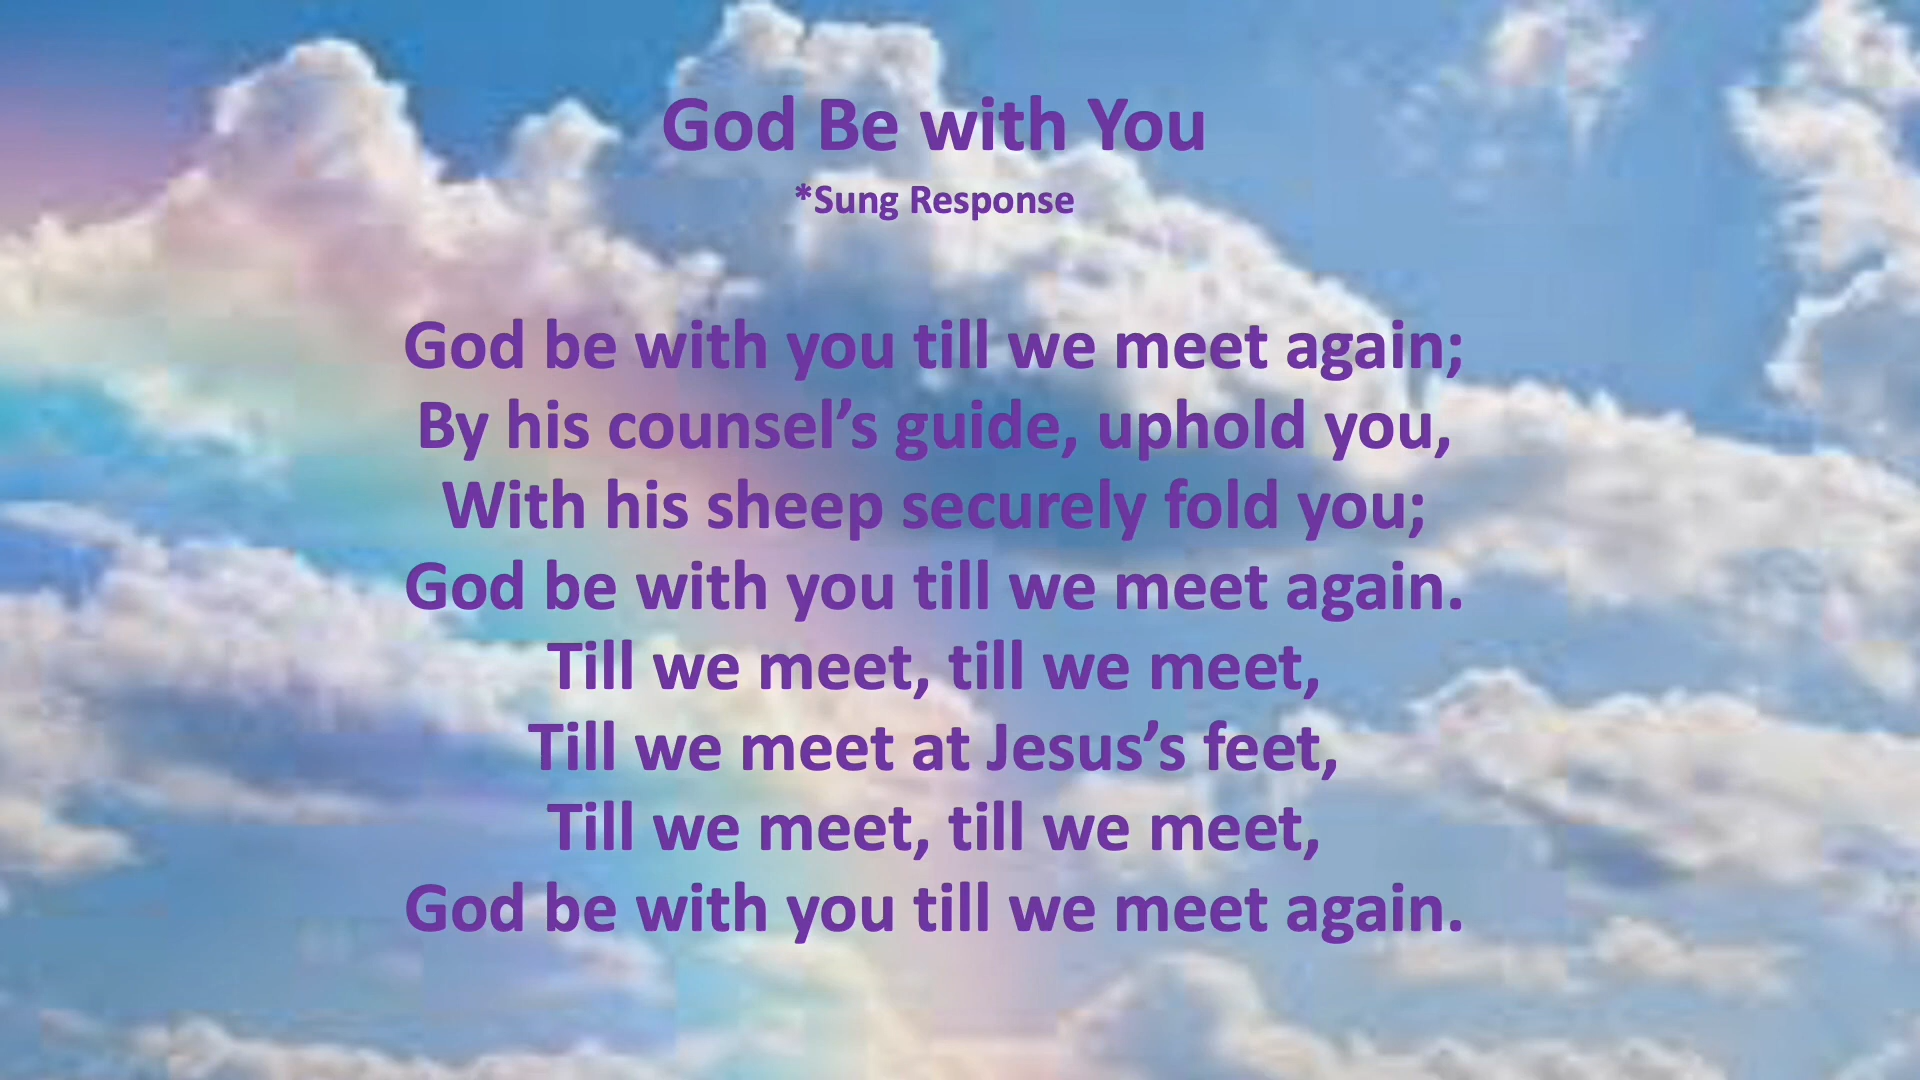 God Be with You
*Sung Response
God be with you till we meet again;
By his counsel’s guide, uphold you,
With his sheep securely fold you;
God be with you till we meet again.
Till we meet, till we meet,
Till we meet at Jesus’s feet,
Till we meet, till we meet,
God be with you till we meet again.